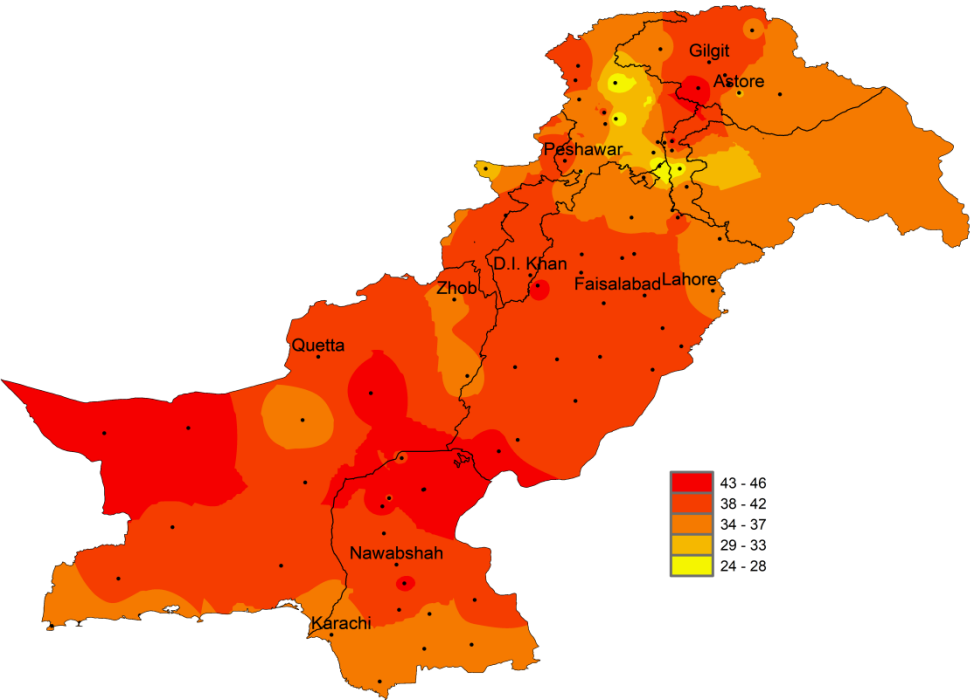 Gilgit
Astore
Peshawar
D.I. Khan
Zhob
Faisalabad
Lahore
Quetta
43 - 46
38 - 42
34 - 37
29 - 33
24 - 28
Nawabshah
Karachi